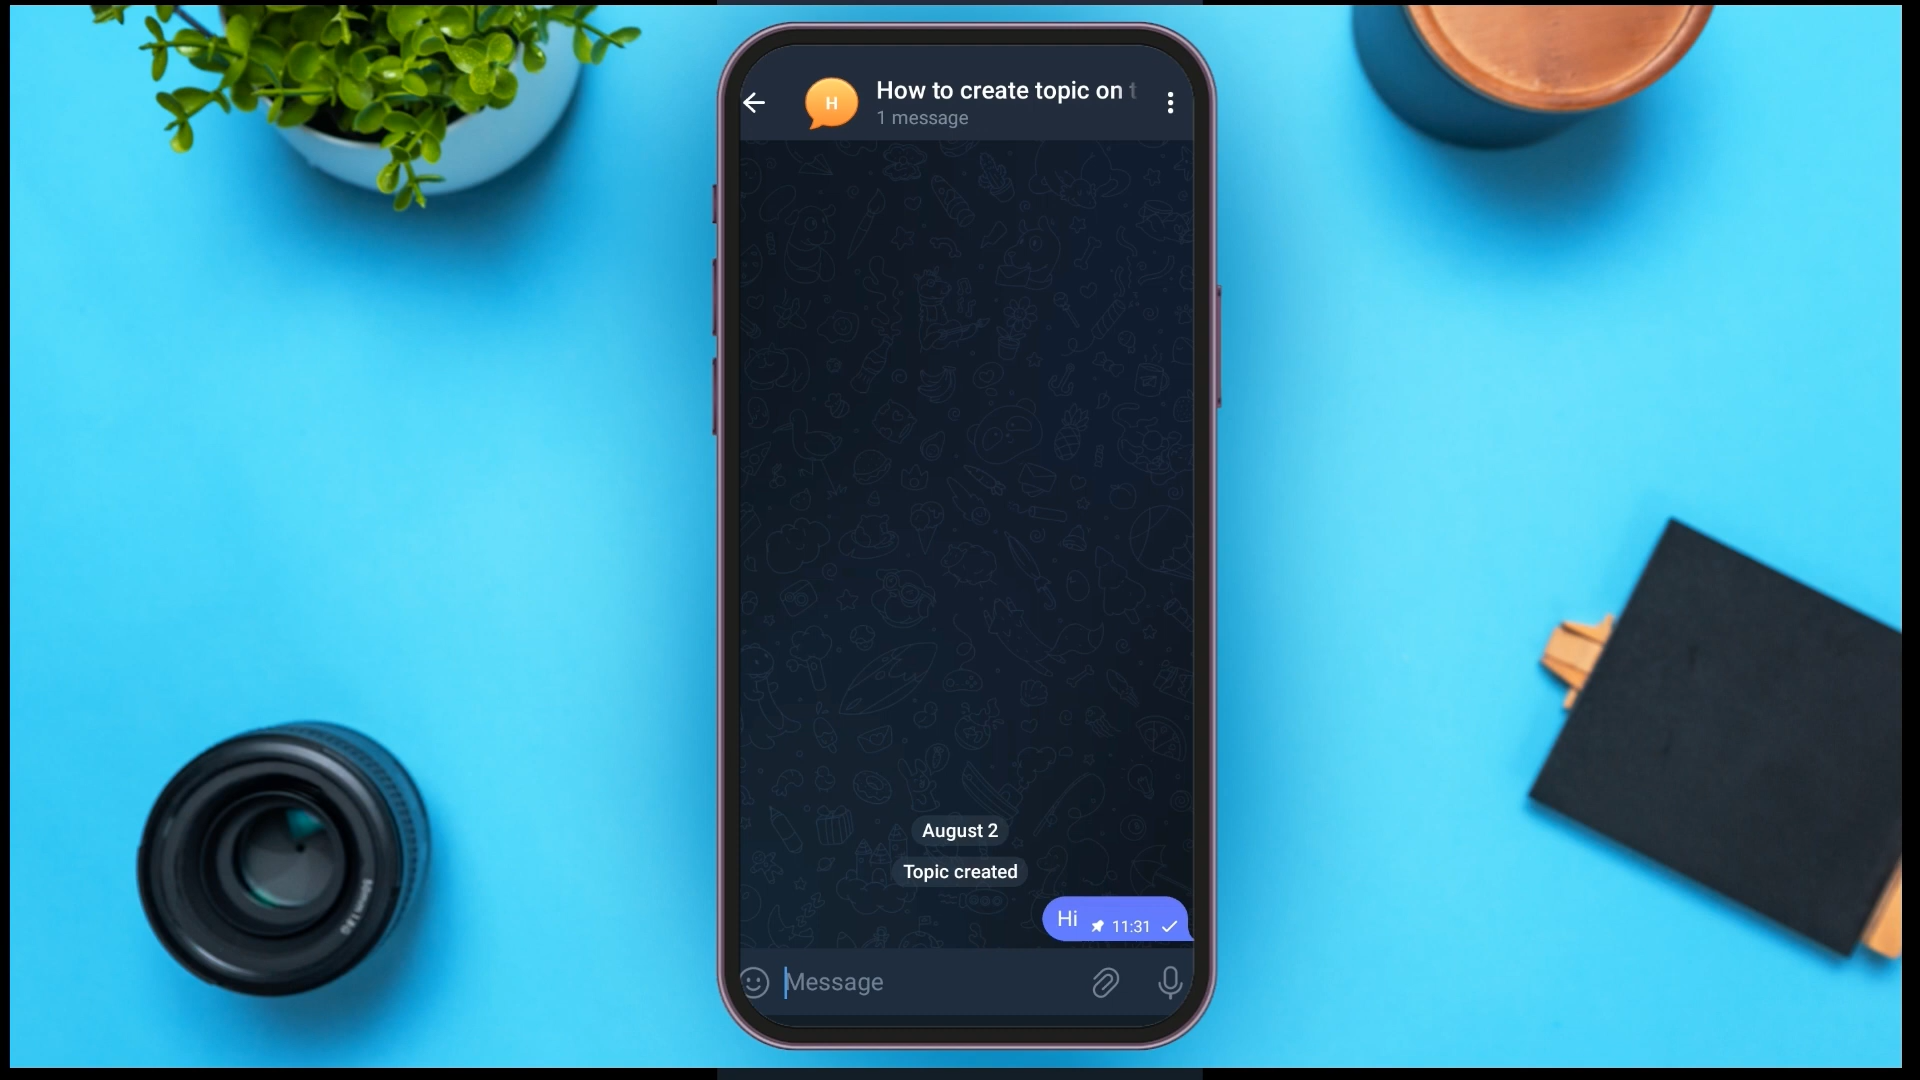 H
How to create topic on t
1 message
August 2
Topic created
Hi 11:31
Message